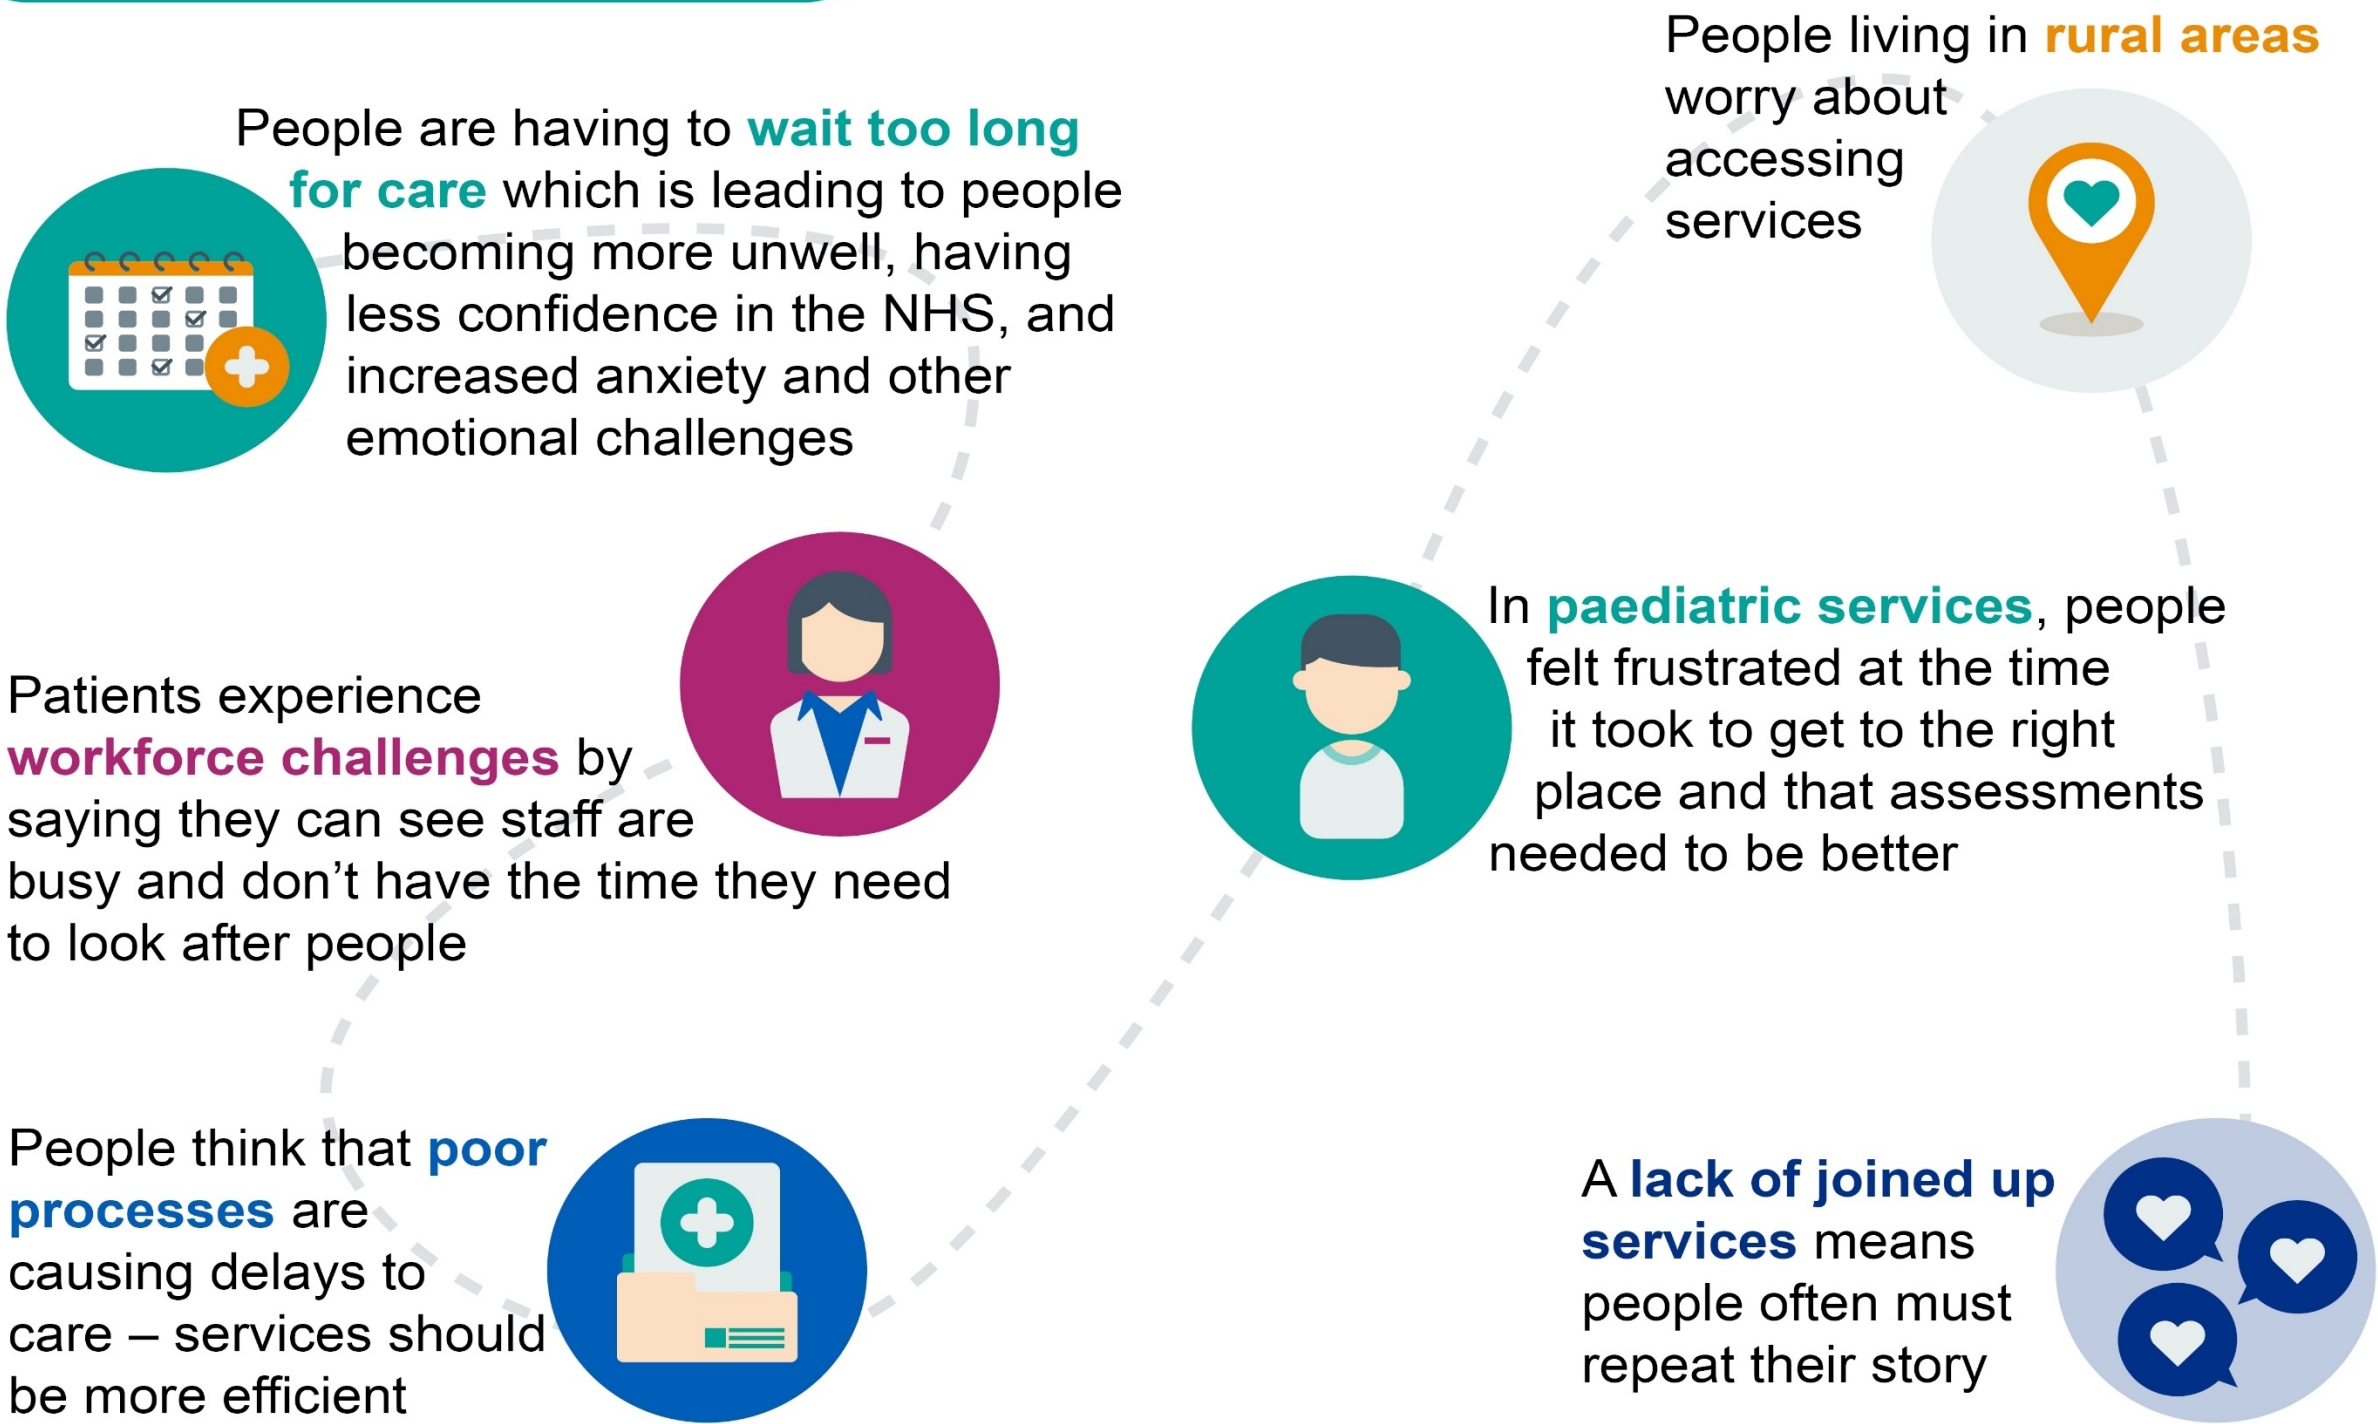 People are having to wait too long
for care which is leading to people
becoming more unwell, having
less confidence in the NHS, and
increased anxiety and other
emotional challenges
Patients experience
workforce challenges by
saying they can see staff are
busy and don’t have the time they need
to look after people
People think that poor
processes are
causing delays to
care – services should
be more efficient
In paediatric services, people
felt frustrated at the time
it took to get to the right
place and that assessments
needed to be better
People living in rural areas
worry about
accessing
services
A lack of joined up
services means
people often must
repeat their story